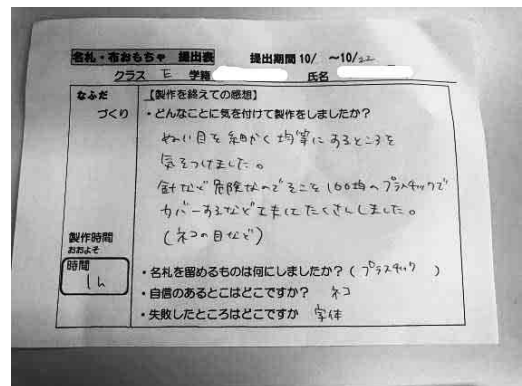 名札・布おもちゃ 提出表 提出期間 10/ ～10/22
クラス E 学籍 氏名
なふだ 【製作を終えての感想】
づくり ・どんなことに気を付けて製作をしましたか？
ぬい目を細かく均等にするところを
気をつけました。
針など危険なのでそこを100均のプラスチックで
カバーするなど工夫はたくさんしました。
(ネコの目など)
製作時間
おおよそ
時間
1h
・名札を留めるものは何にしましたか？（プラスチック ）
・自信のあるとこはどこですか？ ネコ
・失敗したところはどこですか 字体